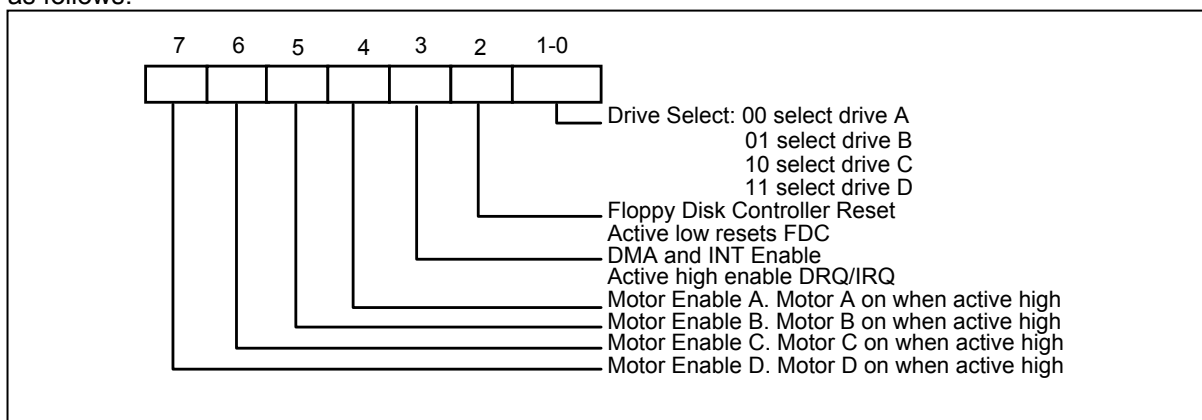 as follows:
7 6 5 4 3 2 1-0
Drive Select: 00 select drive A
01 select drive B
10 select drive C
11 select drive D
Floppy Disk Controller Reset
Active low resets FDC
DMA and INT Enable
Active high enable DRQ/IRQ
Motor Enable A. Motor A on when active high
Motor Enable B. Motor B on when active high
Motor Enable C. Motor C on when active high
Motor Enable D. Motor D on when active high